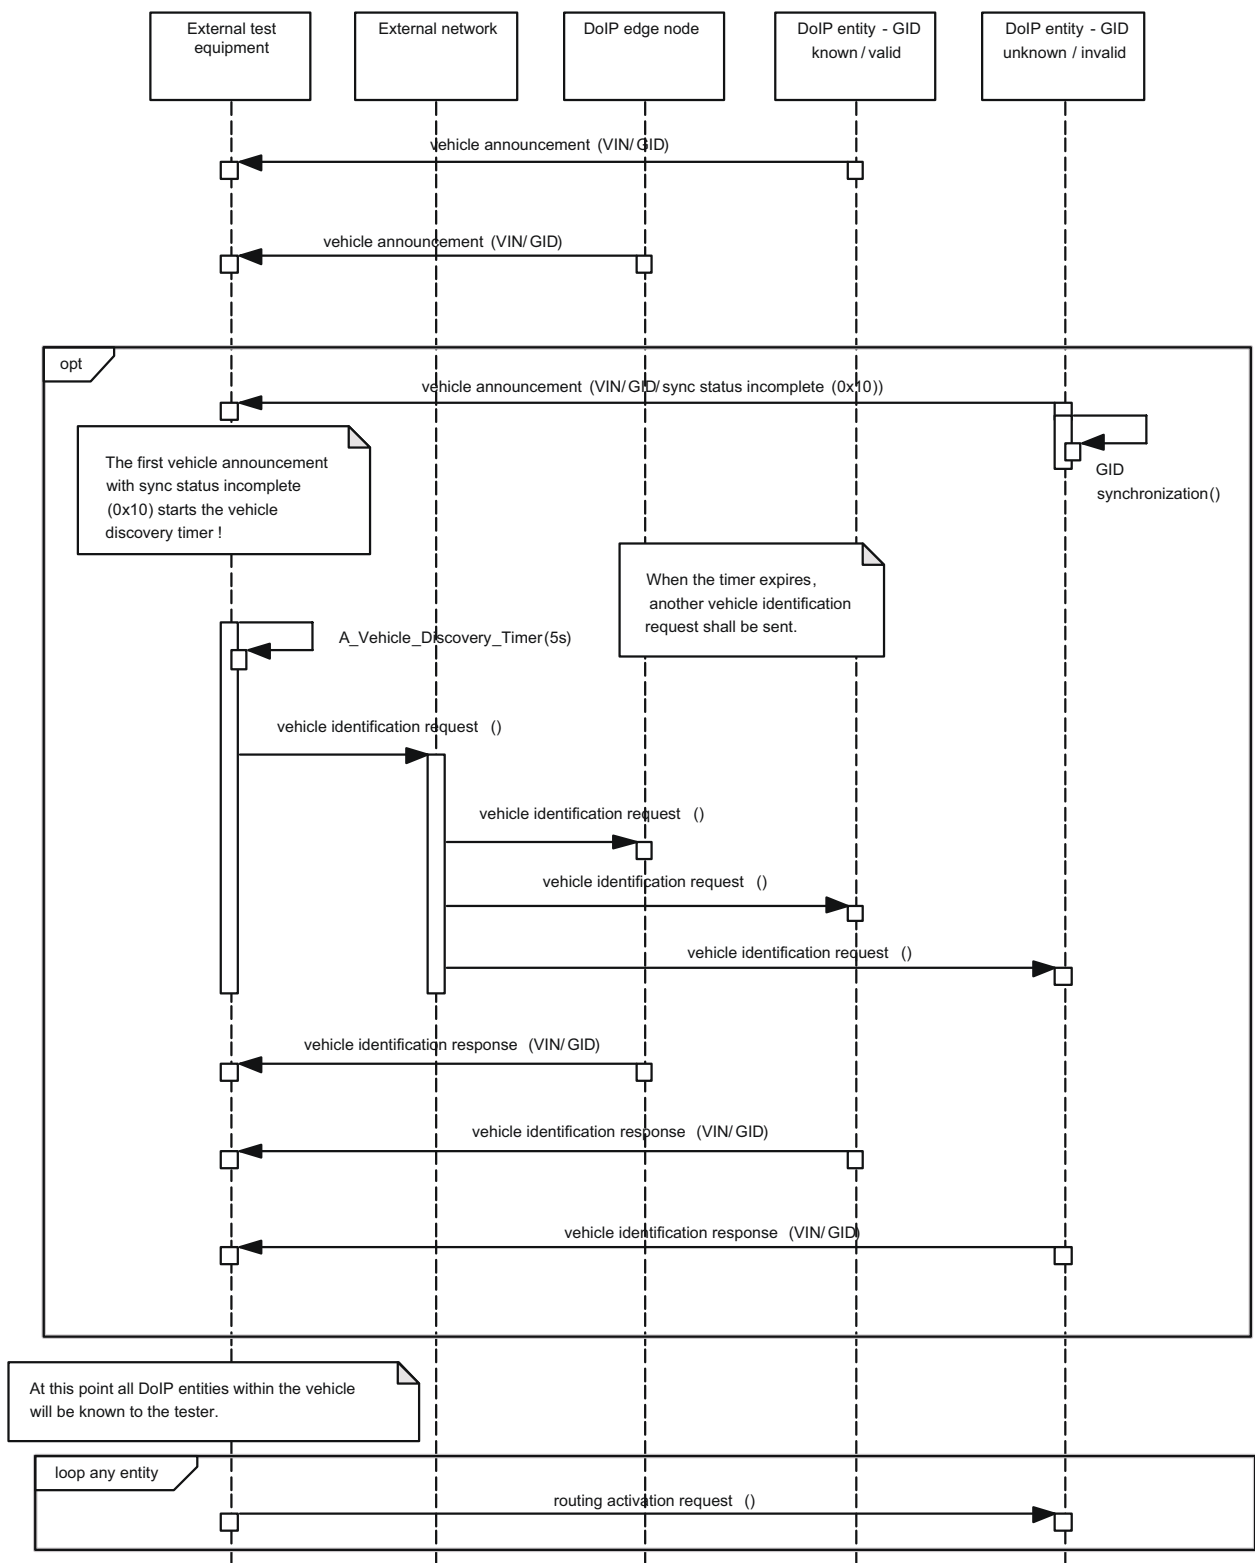 External test
equipment
External network
DoIP edge node
DoIP entity - GID
known / valid
DoIP entity - GID
unknown / invalid
vehicle announcement (VIN/ GID)
vehicle announcement (VIN/ GID)
opt
vehicle announcement (VIN/ GID/ sync status incomplete (0x10))
The first vehicle announcement
with sync status incomplete
(0x10) starts the vehicle
discovery timer !
GID
synchronization()
When the timer expires,
another vehicle identification
request shall be sent.
A_Vehicle_Discovery_Timer(5s)
vehicle identification request ()
vehicle identification request ()
vehicle identification request ()
vehicle identification request ()
vehicle identification response (VIN/ GID)
vehicle identification response (VIN/ GID)
vehicle identification response (VIN/ GID)
At this point all DoIP entities within the vehicle
will be known to the tester.
loop any entity
routing activation request ()